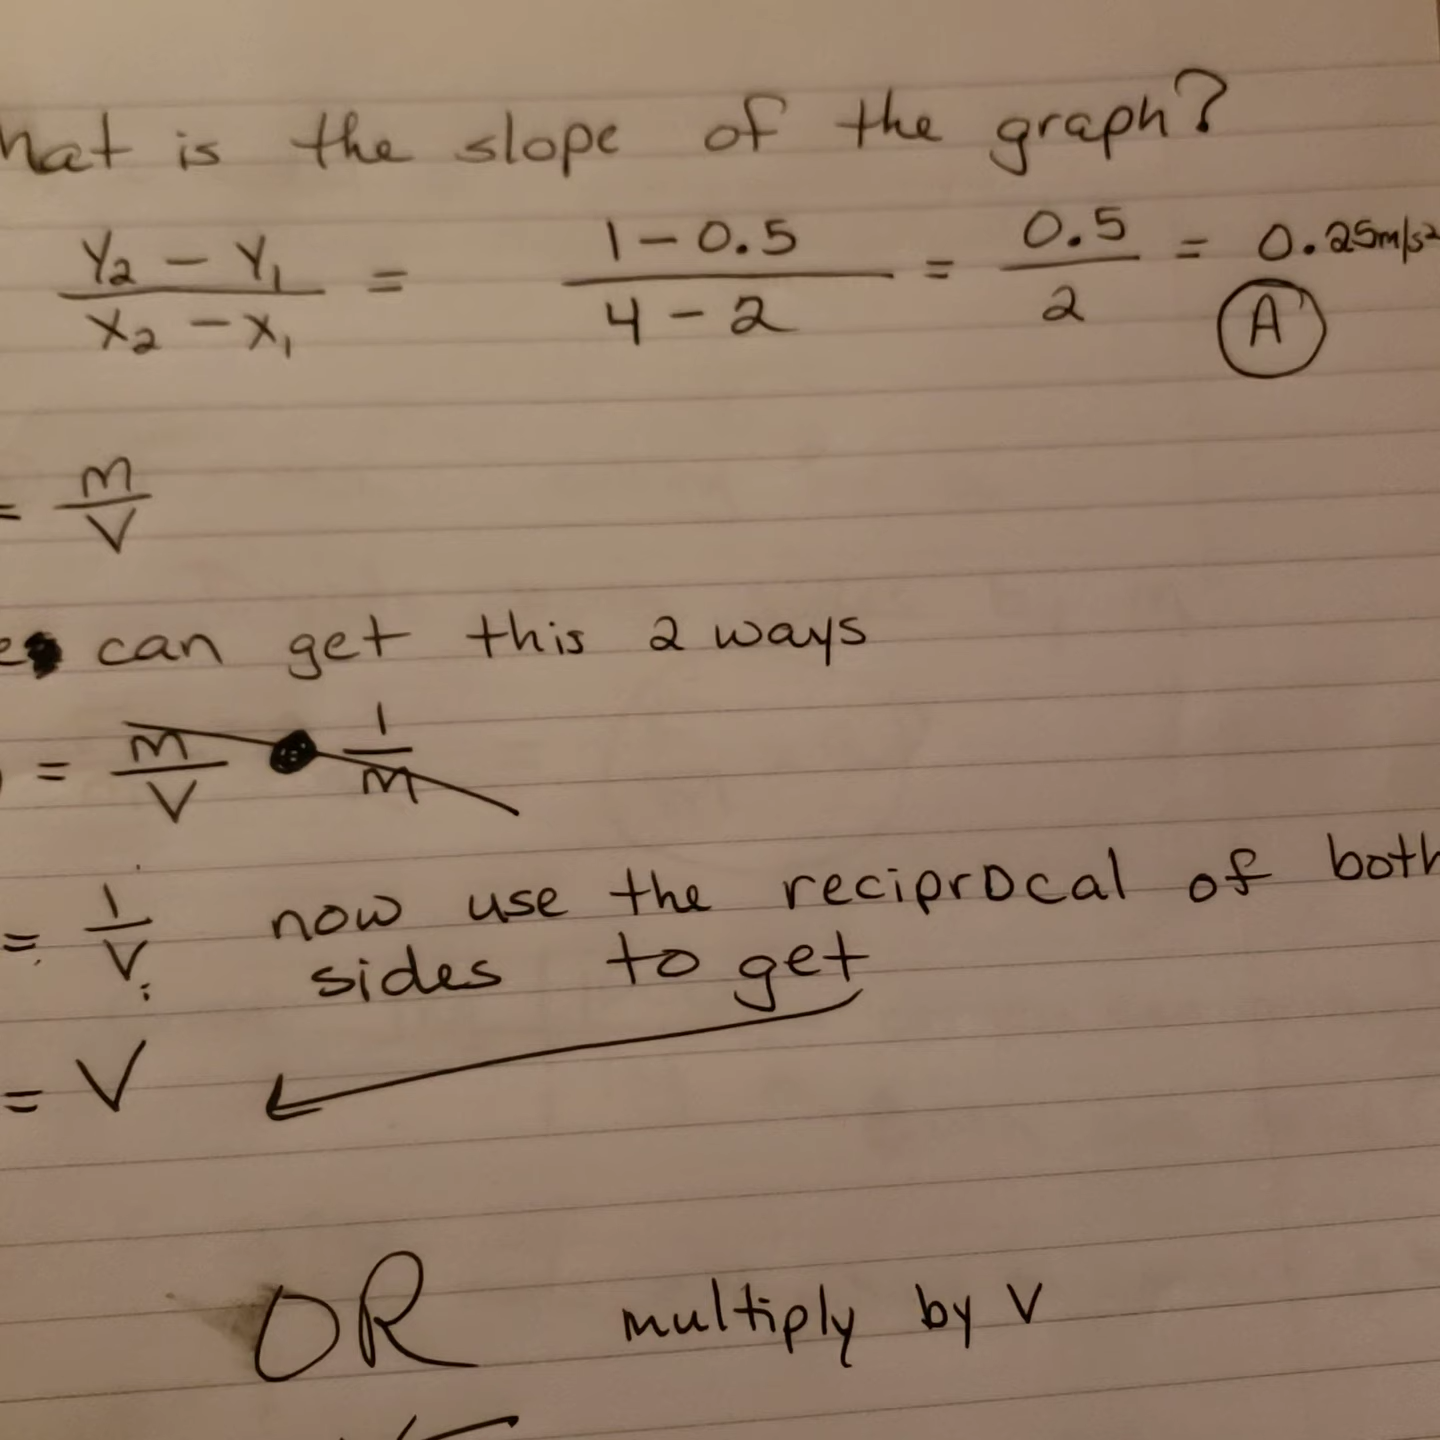 hat is the slope of the graph?
Y₂ - Y₁ / X₂ - X₁ = 1 - 0.5 / 4 - 2 = 0.5 / 2 = 0.25 m/s²
A
= m / V
can get this 2 ways
= m / V • 1 / m
= 1 / V now use the reciprocal of both
sides to get
= V
OR multiply by V